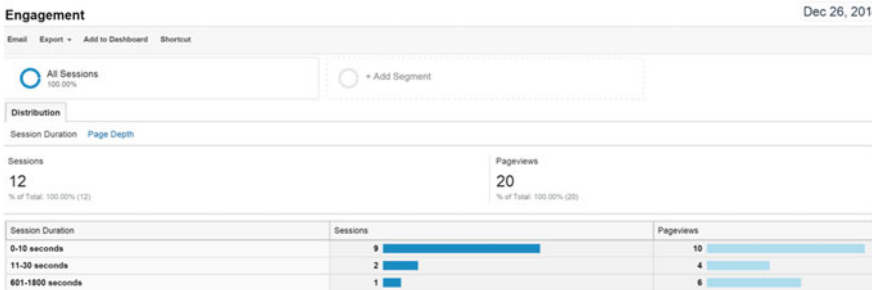 Engagement
Dec 26, 201
Email Export Add to Dashboard Shortcut
All Sessions
100.00%
+ Add Segment
Distribution
Session Duration Page Depth
Sessions Pageviews
12 20
% of Total: 100.00% (12) % of Total: 100.00% (20)
Session Duration Sessions Pageviews
0-10 seconds 9 10
11-30 seconds 2 4
601-1800 seconds 1 6